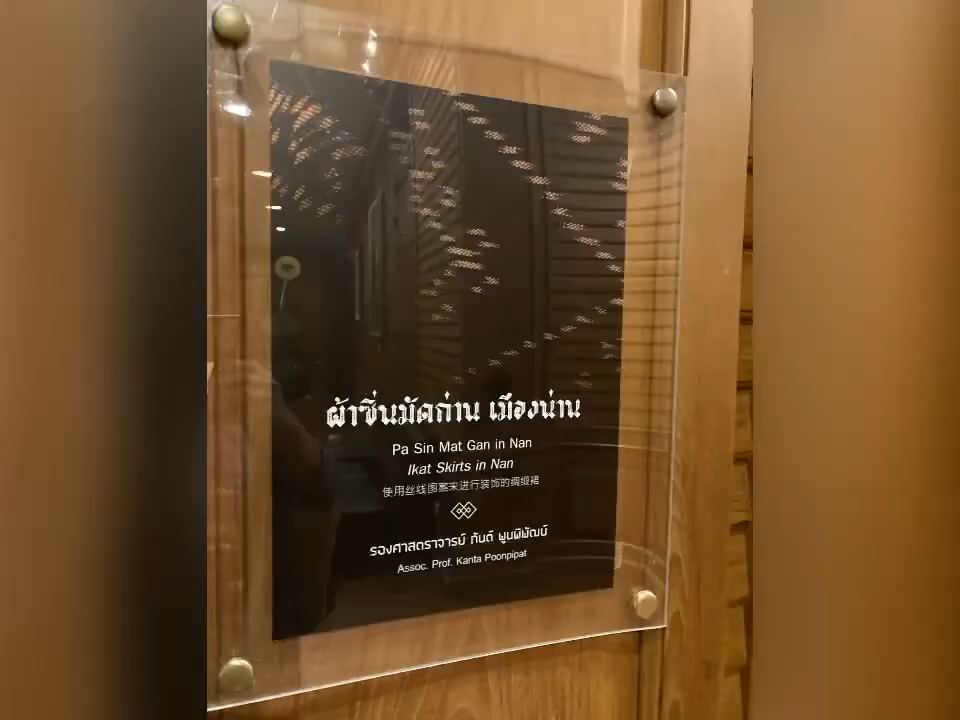 ผ้าซิ่นมัดก่าน เมืองน่าน
Pa Sin Mat Gan in Nan
Ikat Skirts in Nan
使用丝线图案来进行装饰的绸缎裙
รองศาสตราจารย์ กันต์ พูนพิพัฒน์
Assoc. Prof. Kanta Poonpipat